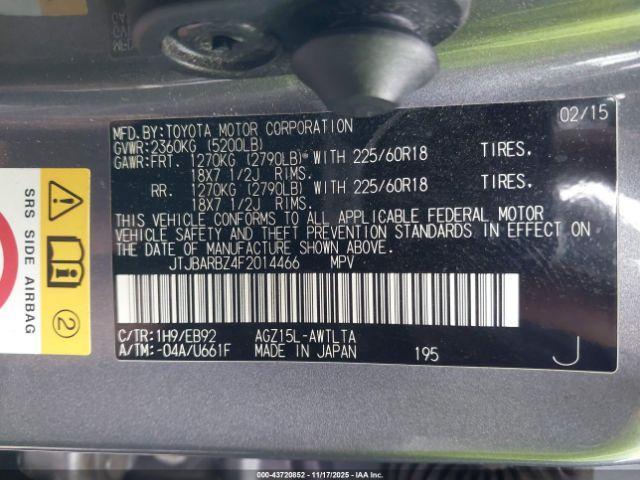 MFD.BY:TOYOTA MOTOR CORPORATION 02/15
GVWR:2360KG (5200LB)
GAWR:FRT. 1270KG (2790LB) WITH 225/60R18 TIRES.
18X7 1/2J RIMS.
RR. 1270KG (2790LB) WITH 225/60R18 TIRES.
18X7 1/2J RIMS.
THIS VEHICLE CONFORMS TO ALL APPLICABLE FEDERAL MOTOR
VEHICLE SAFETY AND THEFT PREVENTION STANDARDS IN EFFECT ON
THE DATE OF MANUFACTURE SHOWN ABOVE.
JTJBARBZ4F2014466 MPV
C/TR:1H9/EB92 AGZ15L-AWTLTA
A/TM:-04A/U661F MADE IN JAPAN 195 J
SRS SIDE AIRBAG
2
000-43720852 - 11/17/2025 - IAA Inc.